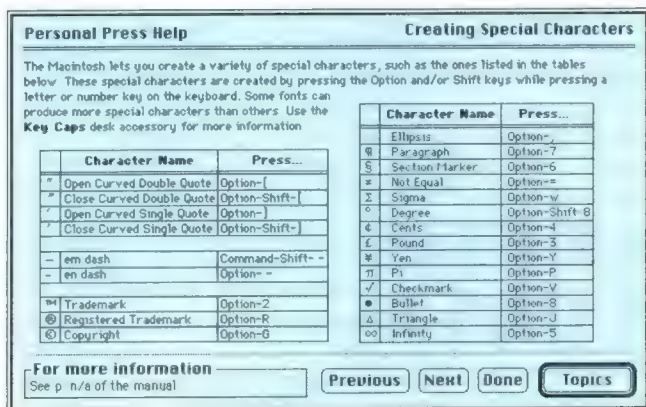 Personal Press Help
Creating Special Characters
The Macintosh lets you create a variety of special characters, such as the ones listed in the tables
below These special characters are created by pressing the Option and/or Shift keys while pressing a
letter or number key on the keyboard. Some fonts can
produce more special characters than others Use the
Key Caps desk accessory for more information
Character Name Press...
" Open Curved Double Quote Option-[
" Close Curved Double Quote Option-Shift-[
' Open Curved Single Quote Option-]
' Close Curved Single Quote Option-Shift-]
— em dash Command-Shift- -
– en dash Option- -
™ Trademark Option-2
® Registered Trademark Option-R
© Copyright Option-G
Character Name Press...
Ellipsis Option-;
¶ Paragraph Option-7
§ Section Marker Option-6
≠ Not Equal Option-=
Σ Sigma Option-w
° Degree Option-Shift-8
¢ Cents Option-4
£ Pound Option-3
¥ Yen Option-Y
π Pi Option-P
√ Checkmark Option-V
• Bullet Option-8
∆ Triangle Option-J
∞ Infinity Option-5
For more information
See p n/a of the manual
Previous Next Done Topics